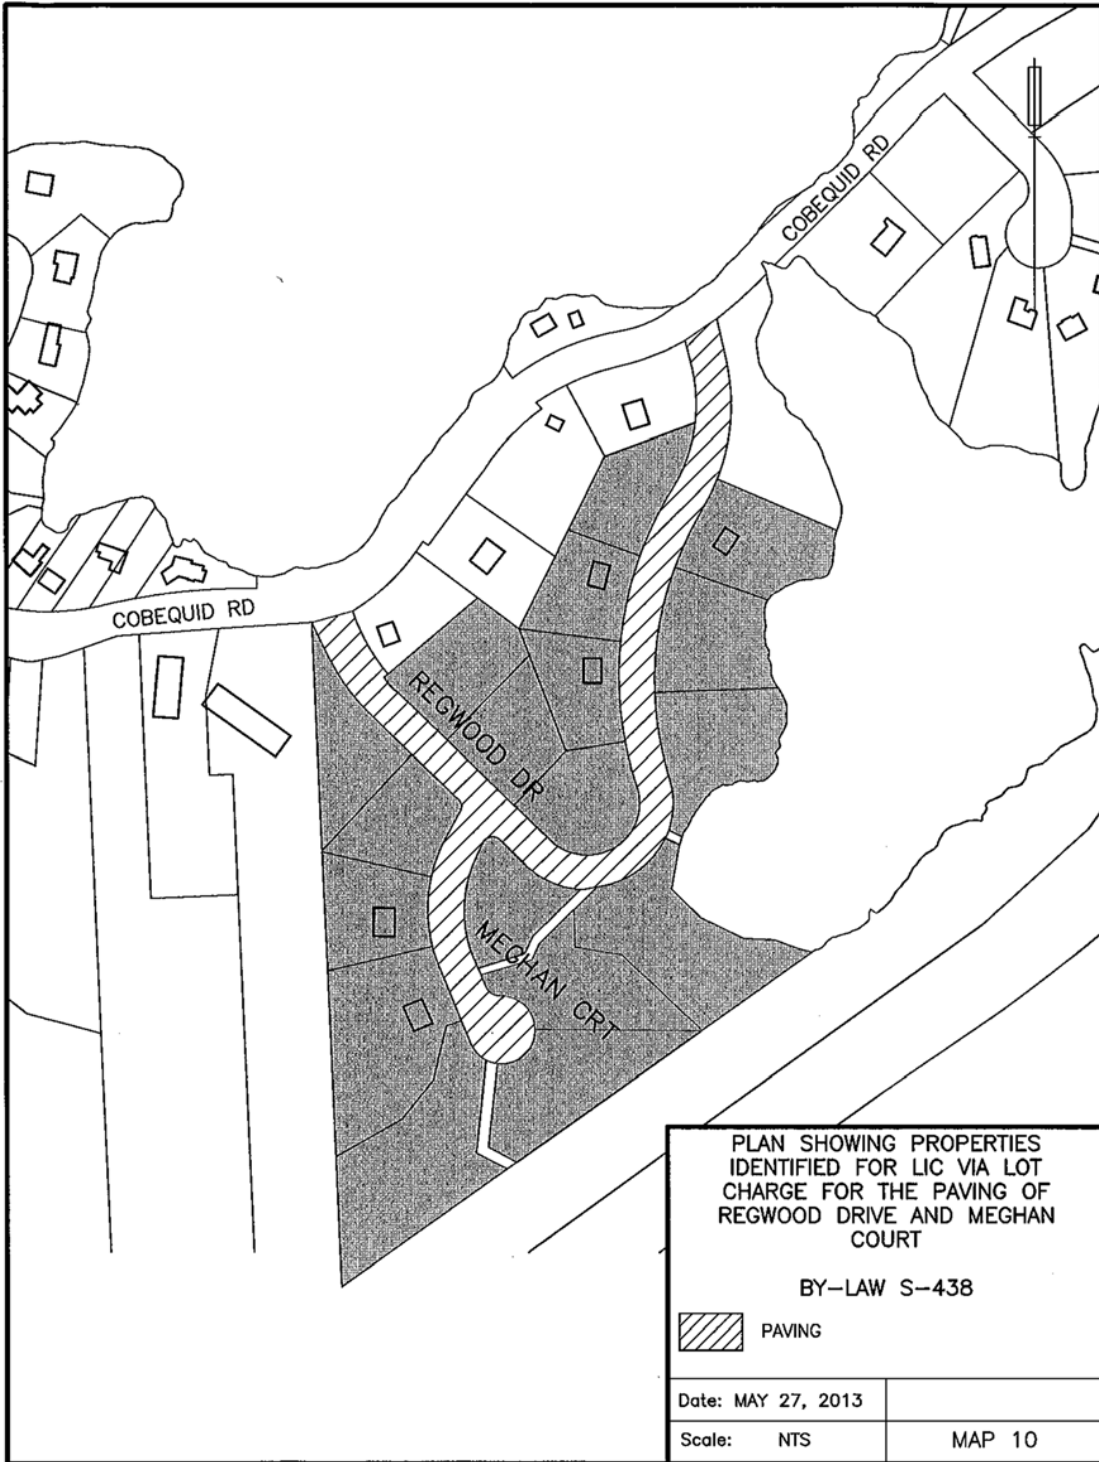 COBEQUID RD
COBEQUID RD
REGWOOD DR
MEGHAN CRT
PLAN SHOWING PROPERTIES
IDENTIFIED FOR LIC VIA LOT
CHARGE FOR THE PAVING OF
REGWOOD DRIVE AND MEGHAN
COURT
BY-LAW S-438
PAVING
Date: MAY 27, 2013
Scale: NTS
MAP 10